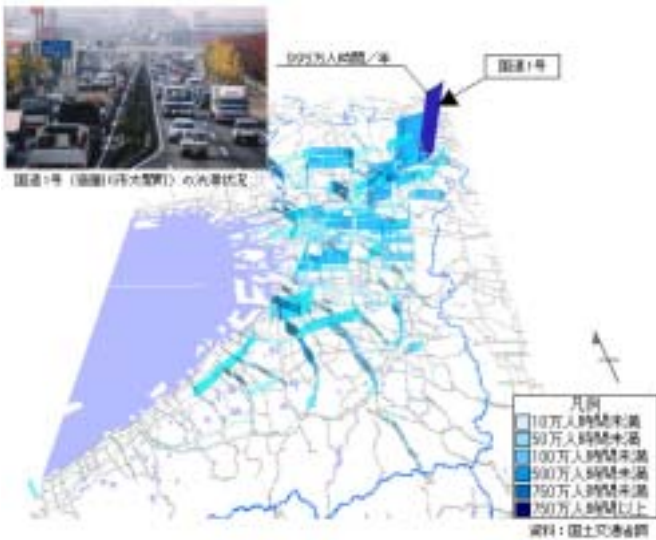 995万人時間/年
国道1号
国道1号（寝屋川市太間町）の渋滞状況
凡例
10万人時間未満
50万人時間未満
100万人時間未満
500万人時間未満
750万人時間未満
750万人時間以上
資料：国土交通省調